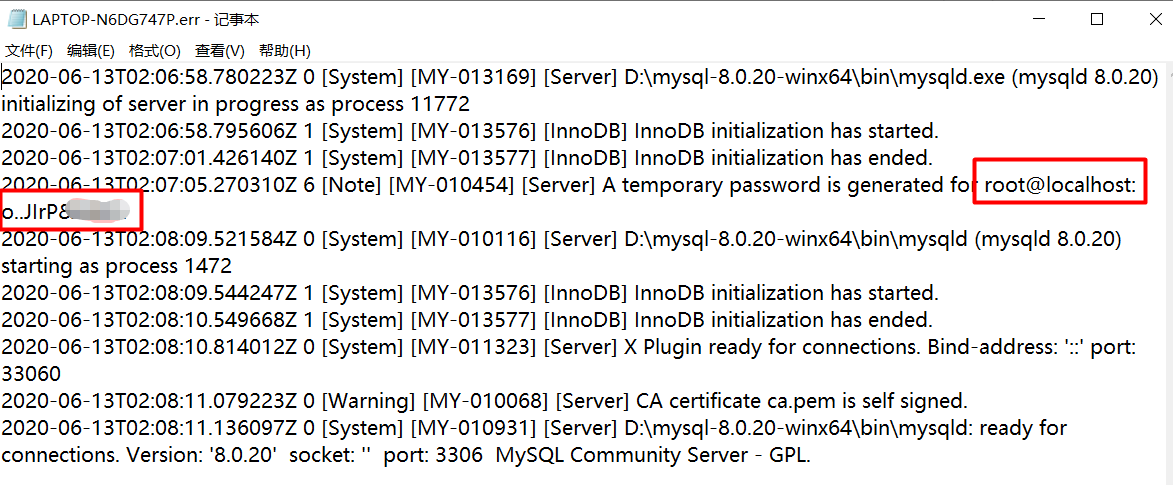 LAPTOP-N6DG747P.err - 记事本
文件(F) 编辑(E) 格式(O) 查看(V) 帮助(H)
2020-06-13T02:06:58.780223Z 0 [System] [MY-013169] [Server] D:\mysql-8.0.20-winx64\bin\mysqld.exe (mysqld 8.0.20)
initializing of server in progress as process 11772
2020-06-13T02:06:58.795606Z 1 [System] [MY-013576] [InnoDB] InnoDB initialization has started.
2020-06-13T02:07:01.426140Z 1 [System] [MY-013577] [InnoDB] InnoDB initialization has ended.
2020-06-13T02:07:05.270310Z 6 [Note] [MY-010454] [Server] A temporary password is generated for root@localhost:
2020-06-13T02:08:09.521584Z 0 [System] [MY-010116] [Server] D:\mysql-8.0.20-winx64\bin\mysqld (mysqld 8.0.20)
starting as process 1472
2020-06-13T02:08:09.544247Z 1 [System] [MY-013576] [InnoDB] InnoDB initialization has started.
2020-06-13T02:08:10.549668Z 1 [System] [MY-013577] [InnoDB] InnoDB initialization has ended.
2020-06-13T02:08:10.814012Z 0 [System] [MY-011323] [Server] X Plugin ready for connections. Bind-address: '::' port:
33060
2020-06-13T02:08:11.079223Z 0 [Warning] [MY-010068] [Server] CA certificate ca.pem is self signed.
2020-06-13T02:08:11.136097Z 0 [System] [MY-010931] [Server] D:\mysql-8.0.20-winx64\bin\mysqld: ready for
connections. Version: '8.0.20'  socket: ''  port: 3306  MySQL Community Server - GPL.